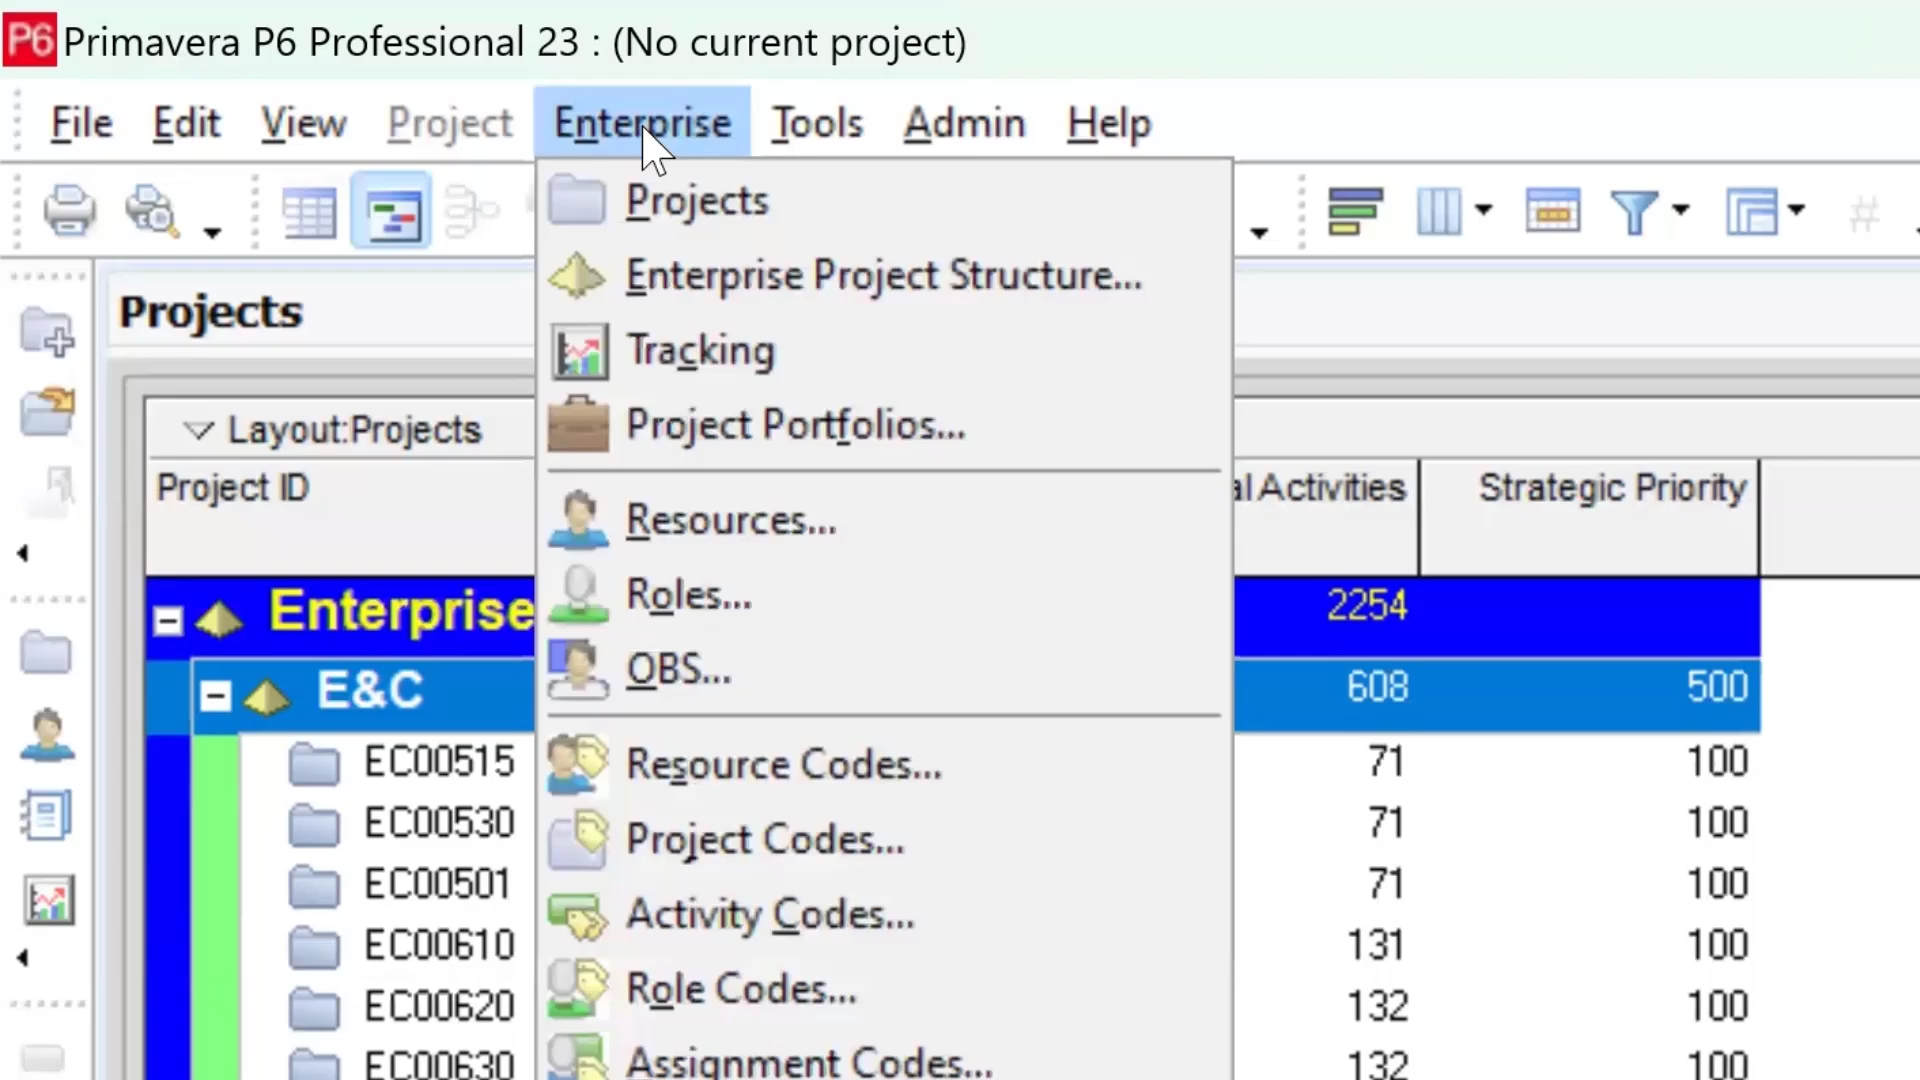 P6 Primavera P6 Professional 23 : (No current project)
File Edit View Project Enterprise Tools Admin Help
Projects
Enterprise Project Structure...
Tracking
Project Portfolios...
Resources...
Roles...
OBS...
Resource Codes...
Project Codes...
Activity Codes...
Role Codes...
Assignment Codes...
Projects
Layout:Projects
Project ID al Activities Strategic Priority
Enterprise 2254
E&C 608 500
EC00515 71 100
EC00530 71 100
EC00501 71 100
EC00610 131 100
EC00620 132 100
EC00630 132 100